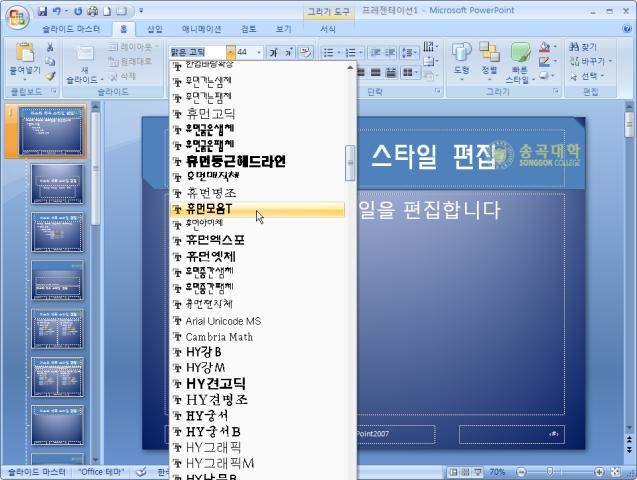 그리기 도구
프레젠테이션1 - Microsoft PowerPoint
슬라이드 마스터 홈 삽입 애니메이션 검토 보기 서식
붙여넣기
클립보드
새
슬라이드
레이아웃
원래대로
삭제
슬라이드
맑은 고딕
44
단락
도형
정렬
빠른
스타일
그리기
찾기
바꾸기
선택
편집
휴먼가는샘체
휴먼가는팸체
휴먼고딕
휴먼굵은샘체
휴먼굵은팸체
휴먼둥근헤드라인
휴먼매직체
휴먼명조
휴먼모음T
휴먼아미체
휴먼엑스포
휴먼옛체
휴먼중간샘체
휴먼중간팸체
휴먼편지체
Arial Unicode MS
Cambria Math
HY강B
HY강M
HY견고딕
HY견명조
HY궁서
HY궁서B
HY그래픽
HY그래픽M
스타일 편집
송곡대학
SONGGOK COLLEGE
일을 편집합니다
Point2007
‹#›
슬라이드 마스터
"Office 테마"
70%